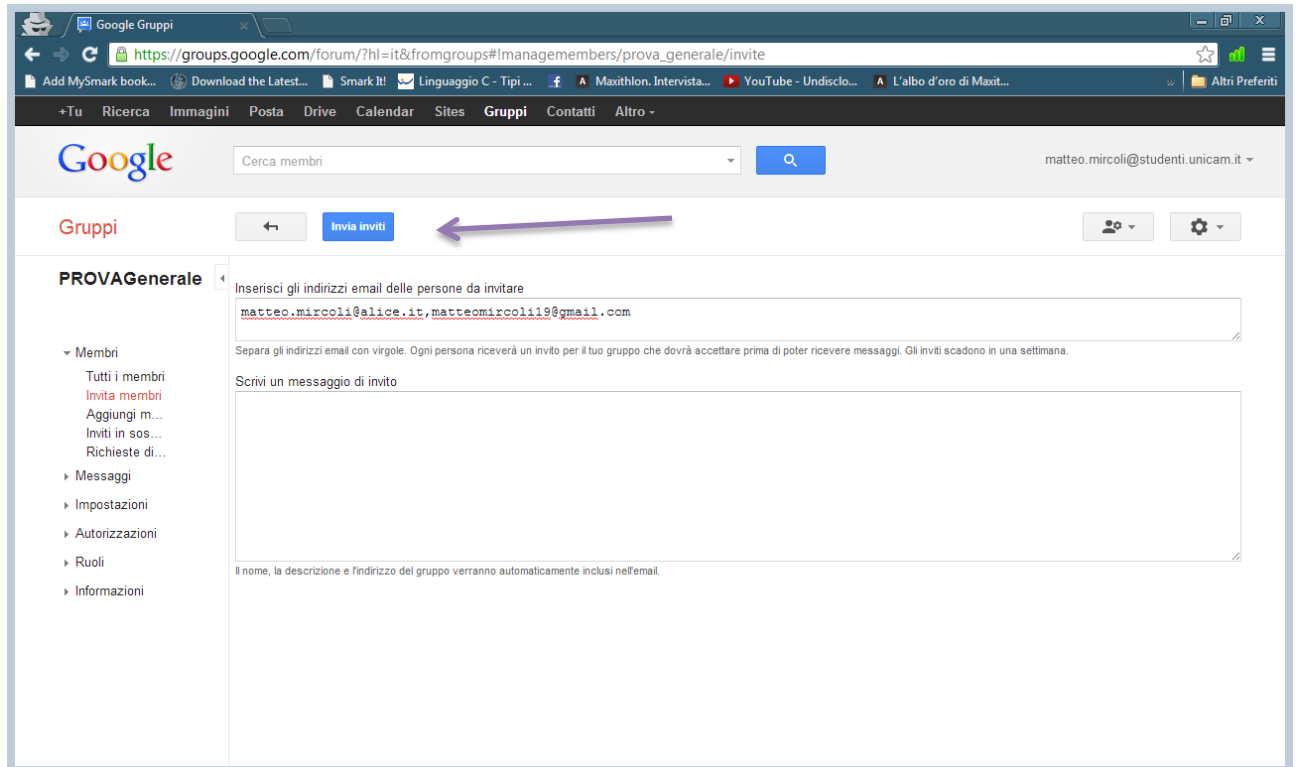 Google Gruppi
https://groups.google.com/forum/?hl=it&fromgroups#!managemembers/prova_generale/invite
Add MySmark book... Download the Latest... Smark It! Linguaggio C - Tipi ... Maxithlon. Intervista... YouTube - Undisclo... L'albo d'oro di Maxit... » Altri Preferiti
+Tu Ricerca Immagini Posta Drive Calendar Sites Gruppi Contatti Altro
Google Cerca membri matteo.mircoli@studenti.unicam.it
Gruppi Invia inviti
PROVAGenerale
Inserisci gli indirizzi email delle persone da invitare
matteo.mircoli@alice.it,matteomircoli19@gmail.com
Separa gli indirizzi email con virgole. Ogni persona riceverà un invito per il tuo gruppo che dovrà accettare prima di poter ricevere messaggi. Gli inviti scadono in una settimana.
Scrivi un messaggio di invito
Il nome, la descrizione e l'indirizzo del gruppo verranno automaticamente inclusi nell'email.
Membri
Tutti i membri
Invita membri
Aggiungi m...
Inviti in sos...
Richieste di...
Messaggi
Impostazioni
Autorizzazioni
Ruoli
Informazioni